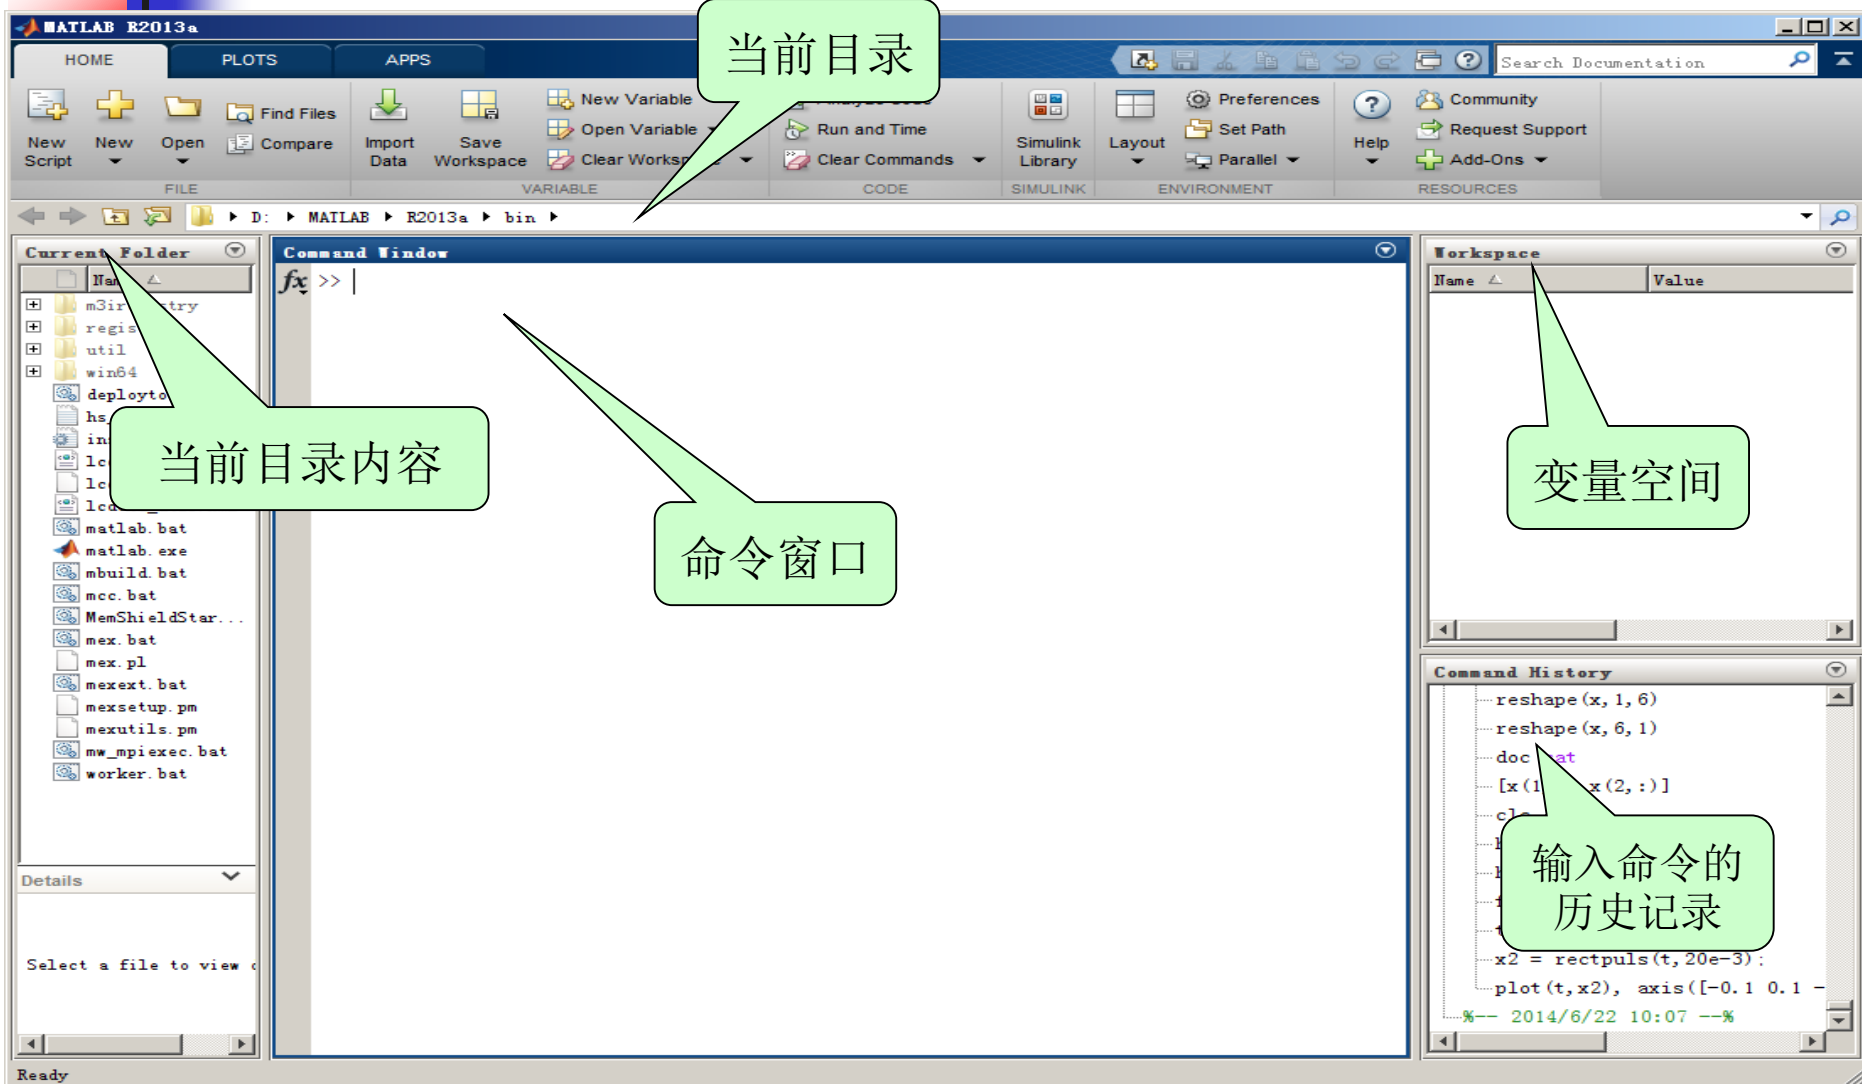 MATLAB R2013a
HOME PLOTS APPS
当前目录
Search Documentation
New Script
New
Open
Find Files
Compare
Import Data
Save Workspace
New Variable
Open Variable
Clear Workspace
Run and Time
Clear Commands
Simulink Library
Layout
Preferences
Set Path
Parallel
Help
Community
Request Support
Add-Ons
FILE VARIABLE CODE SIMULINK ENVIRONMENT RESOURCES
D: MATLAB R2013a bin
Current Folder
util
win64
matlab.bat
matlab.exe
mbuild.bat
mcc.bat
MemShieldStar...
mex.bat
mex.pl
mexext.bat
mexsetup.pm
mexutils.pm
mw_mpiexec.bat
worker.bat
当前目录内容
Details
Select a file to view
Command Window
fx >>
命令窗口
Workspace
Name Value
变量空间
Command History
reshape(x,1,6)
reshape(x,6,1)
doc
x(2,:)]
输入命令的
历史记录
x2 = rectpuls(t,20e-3);
plot(t,x2), axis([-0.1 0.1 -
%-- 2014/6/22 10:07 --%
Ready